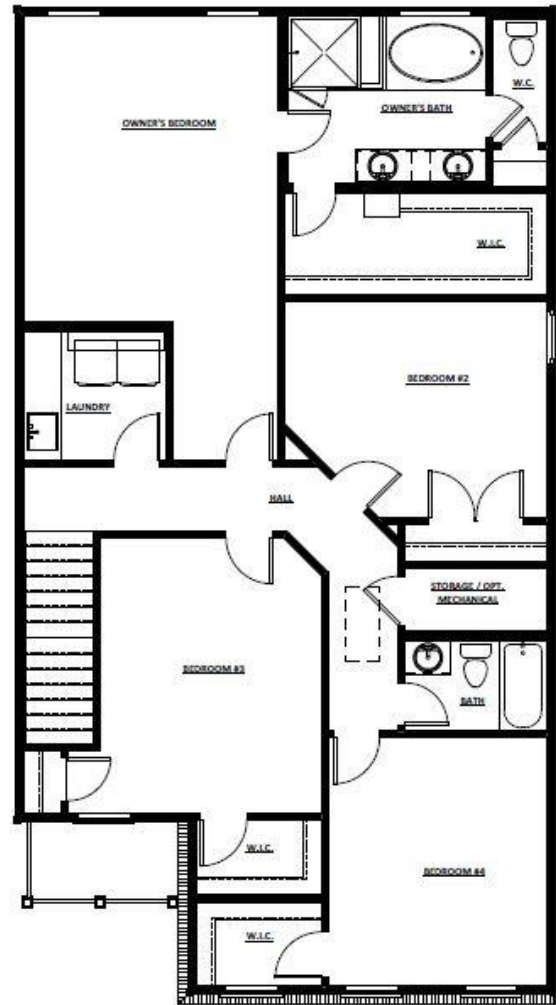 W.C.
OWNER'S BEDROOM
OWNER'S BATH
W.I.C.
BEDROOM #2
LAUNDRY
HALL
STORAGE / OPT.
MECHANICAL
BEDROOM #3
BATH
W.I.C.
BEDROOM #4
W.I.C.